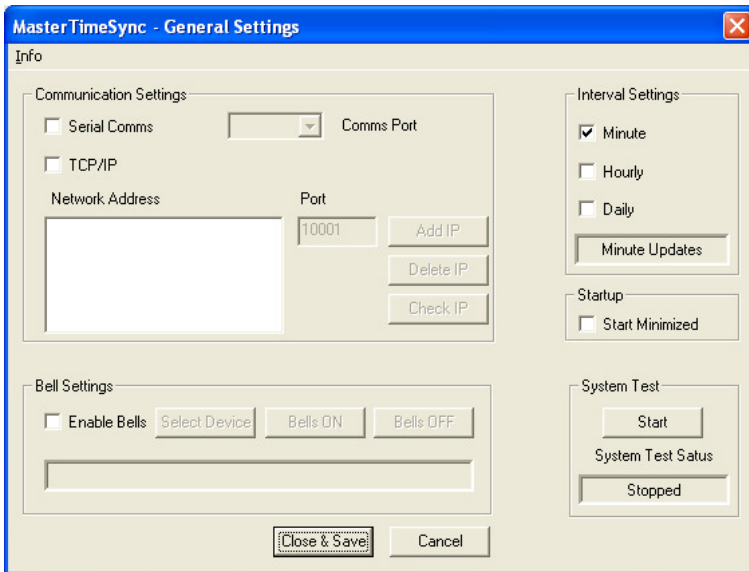 MasterTimeSync - General Settings
Info
Communication Settings
Serial Comms
Comms Port
TCP/IP
Network Address
Port
10001
Add IP
Delete IP
Check IP
Interval Settings
Minute
Hourly
Daily
Minute Updates
Startup
Start Minimized
Bell Settings
Enable Bells
Select Device
Bells ON
Bells OFF
System Test
Start
System Test Satus
Stopped
Close & Save
Cancel